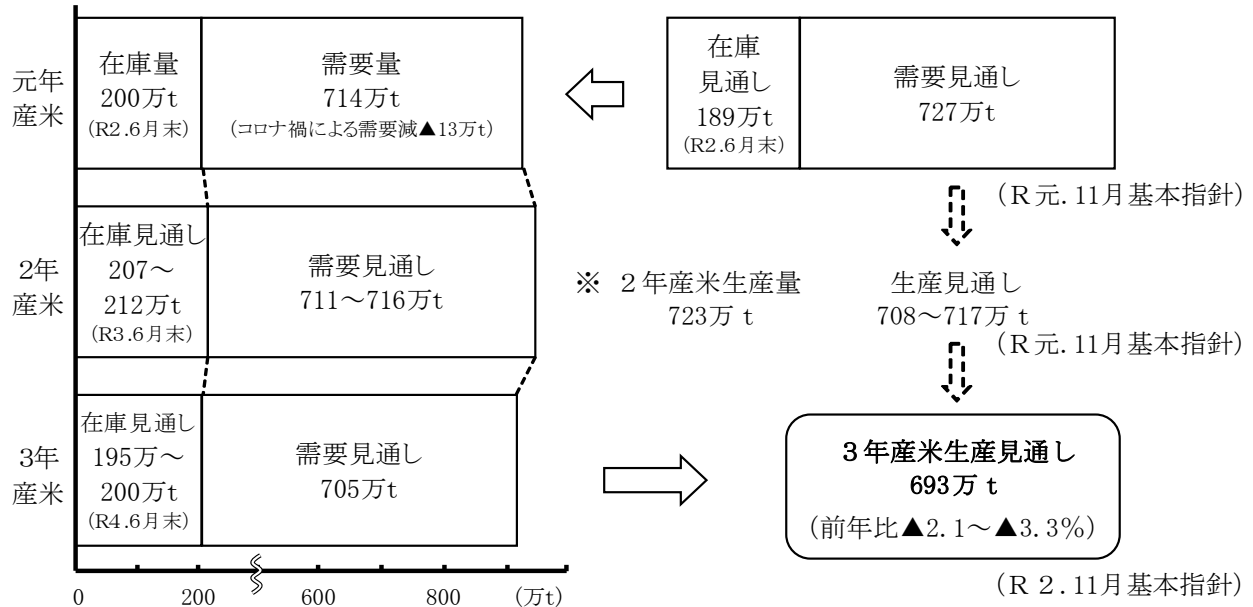 元年
産米
在庫量
200万t
(R2.6月末)
需要量
714万t
(コロナ禍による需要減▲13万t)
在庫
見通し
189万t
(R2.6月末)
需要見通し
727万t
(R元.11月基本指針)
2年
産米
在庫見通し
207～
212万t
(R3.6月末)
需要見通し
711～716万t
※ 2年産米生産量
723万t
生産見通し
708～717万t
(R元.11月基本指針)
3年
産米
在庫見通し
195万～
200万t
(R4.6月末)
需要見通し
705万t
3年産米生産見通し
693万t
(前年比▲2.1～▲3.3%)
(R2.11月基本指針)
0 200 600 800 (万t)